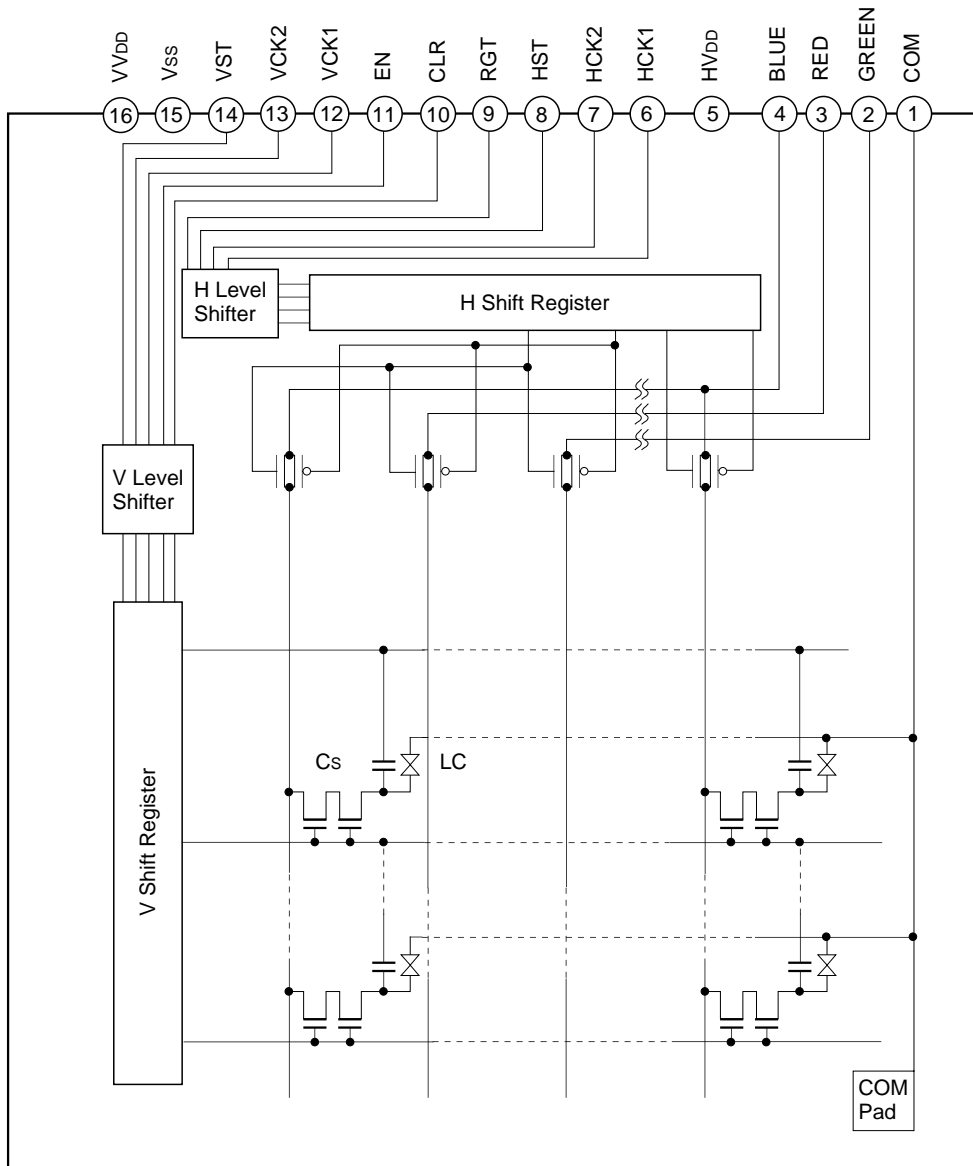 VVDD
VSS
VST
VCK2
VCK1
EN
CLR
RGT
HST
HCK2
HCK1
HVDD
BLUE
RED
GREEN
COM
16
15
14
13
12
11
10
9
8
7
6
5
4
3
2
1
H Level
Shifter
H Shift Register
V Level
Shifter
V Shift Register
CS
LC
COM
Pad